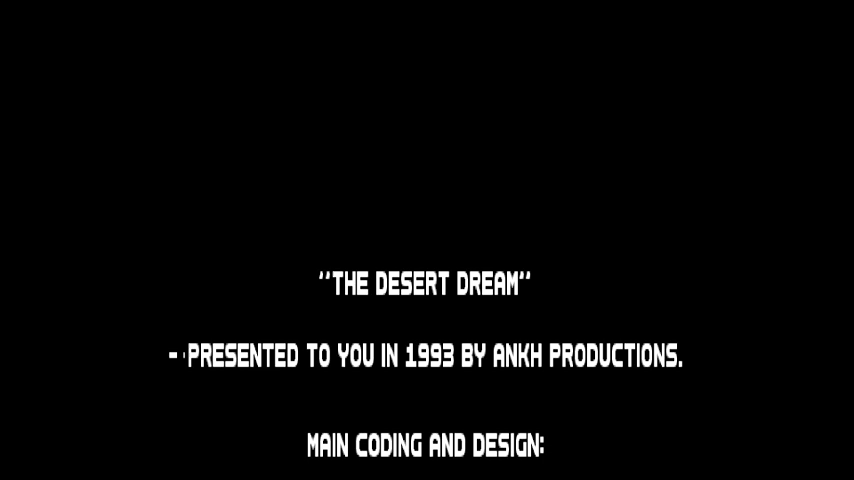 "THE DESERT DREAM"
- PRESENTED TO YOU IN 1993 BY ANKH PRODUCTIONS.
MAIN CODING AND DESIGN: